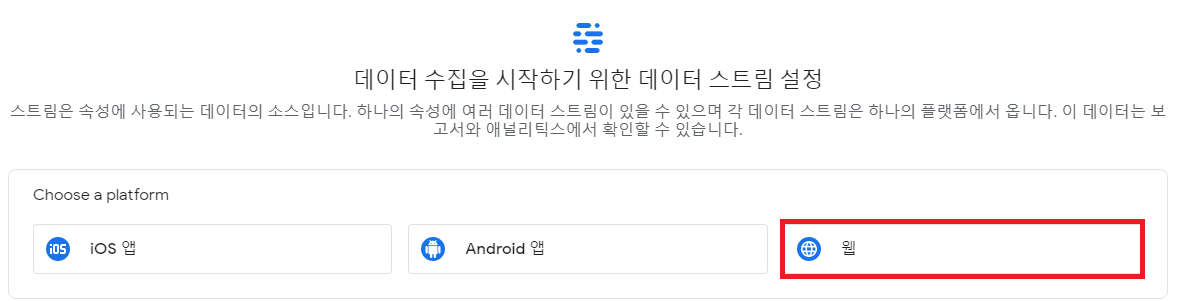 데이터 수집을 시작하기 위한 데이터 스트림 설정
스트림은 속성에 사용되는 데이터의 소스입니다. 하나의 속성에 여러 데이터 스트림이 있을 수 있으며 각 데이터 스트림은 하나의 플랫폼에서 옵니다. 이 데이터는 보
고서와 애널리틱스에서 확인할 수 있습니다.
Choose a platform
iOS iOS 앱
Android 앱
웹